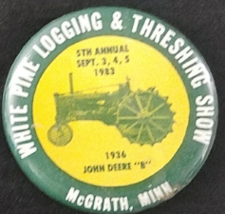 WHITE PINE LOGGING & THRESHING SHOW
5TH ANNUAL
SEPT. 3, 4, 5
1983
1936
JOHN DEERE "B"
McGRATH, MINN.